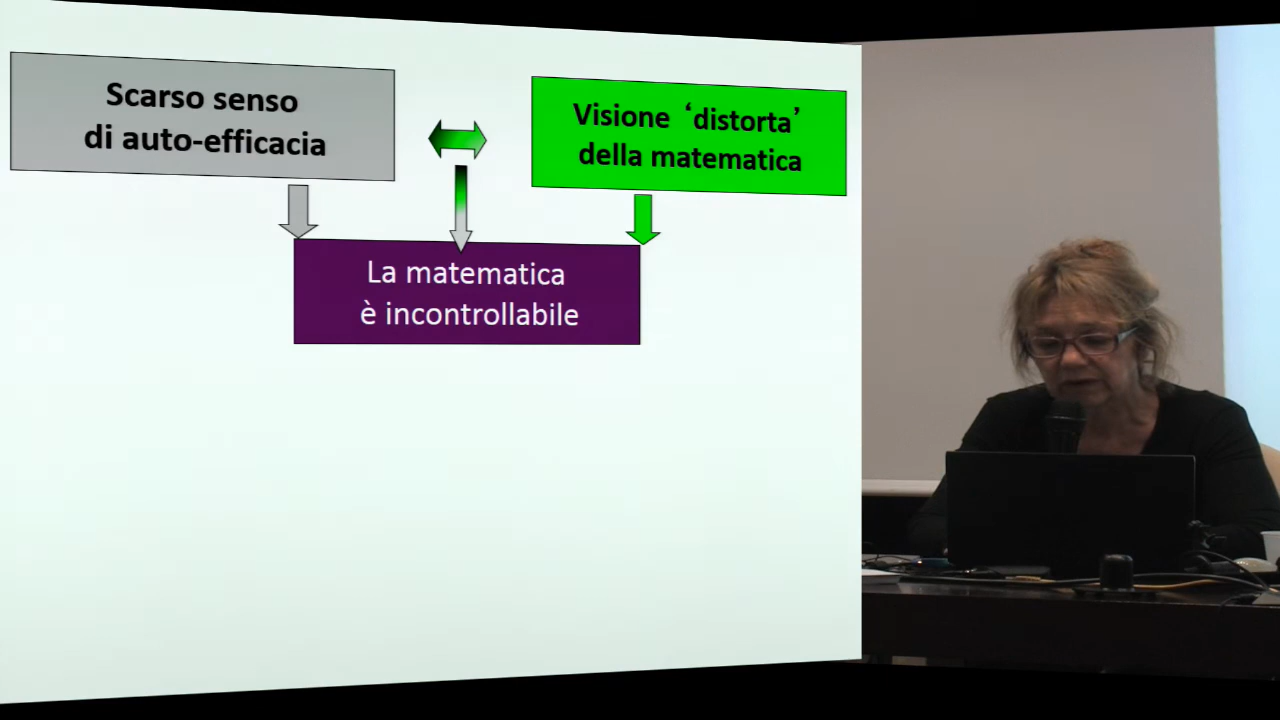 Scarso senso
di auto-efficacia
Visione ‘distorta’
della matematica
La matematica
è incontrollabile